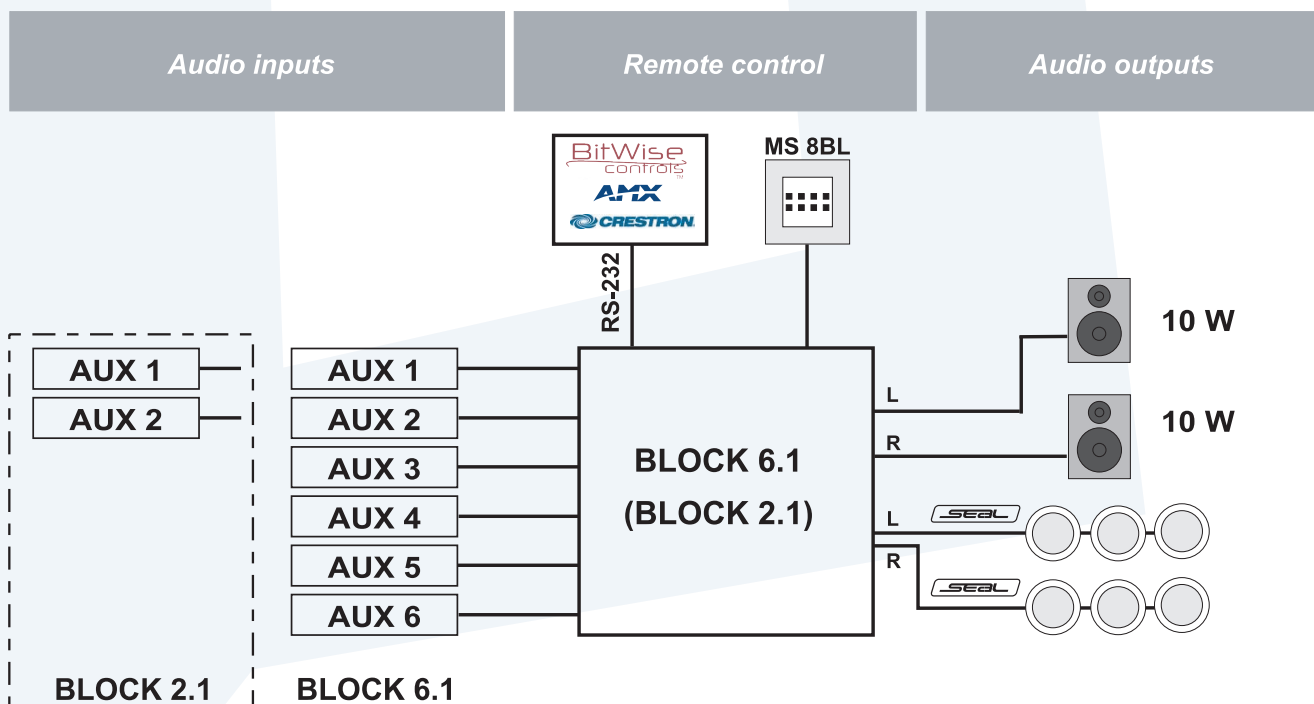 Audio inputs
Remote control
Audio outputs
BitWise
controls™
AMX
CRESTRON
MS 8BL
RS-232
10 W
10 W
AUX 1
AUX 2
AUX 1
AUX 2
AUX 3
AUX 4
AUX 5
AUX 6
BLOCK 6.1
(BLOCK 2.1)
L
R
L
R
SEAL
SEAL
BLOCK 2.1
BLOCK 6.1